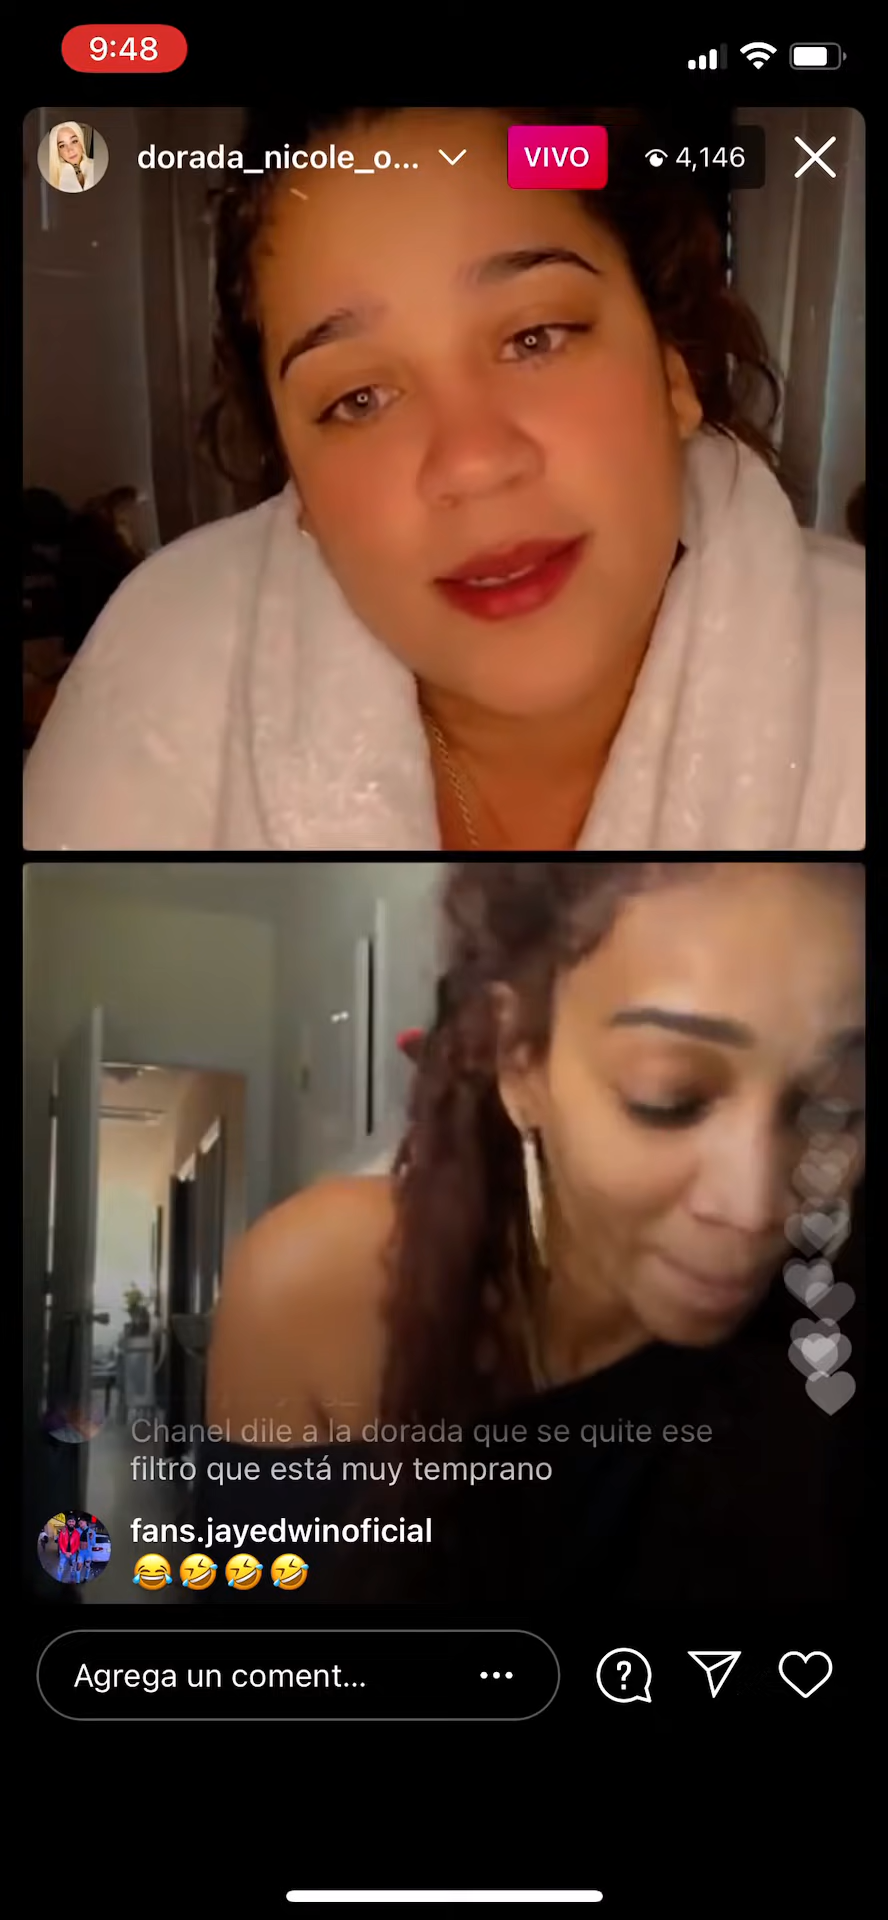 9:48
dorada_nicole_o...
VIVO
4,146
Chanel dile a la dorada que se quite ese
filtro que está muy temprano
fans.jayedwinoficial
😂🤣🤣🤣
Agrega un coment...